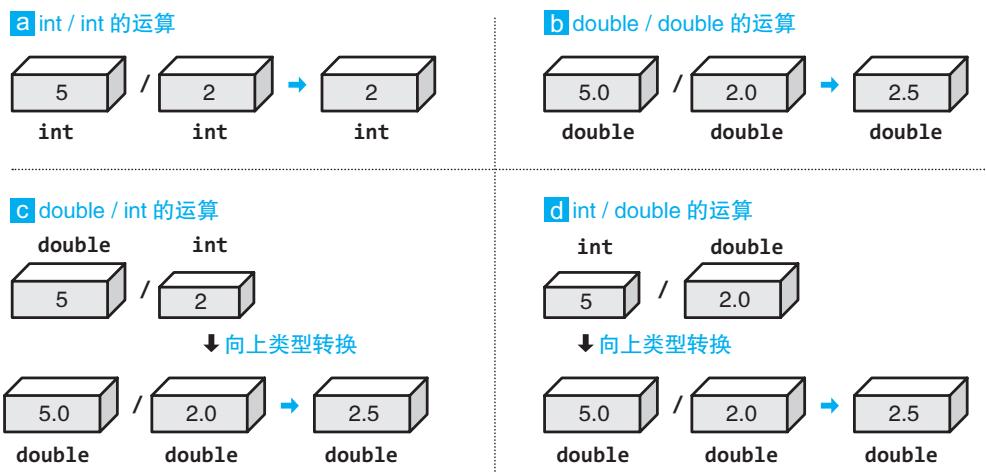 a int / int 的运算
5 / 2 → 2
int int int
b double / double 的运算
5.0 / 2.0 → 2.5
double double double
c double / int 的运算
double int
5 / 2
向上类型转换
5.0 / 2.0 → 2.5
double double double
d int / double 的运算
int double
5 / 2.0
向上类型转换
5.0 / 2.0 → 2.5
double double double